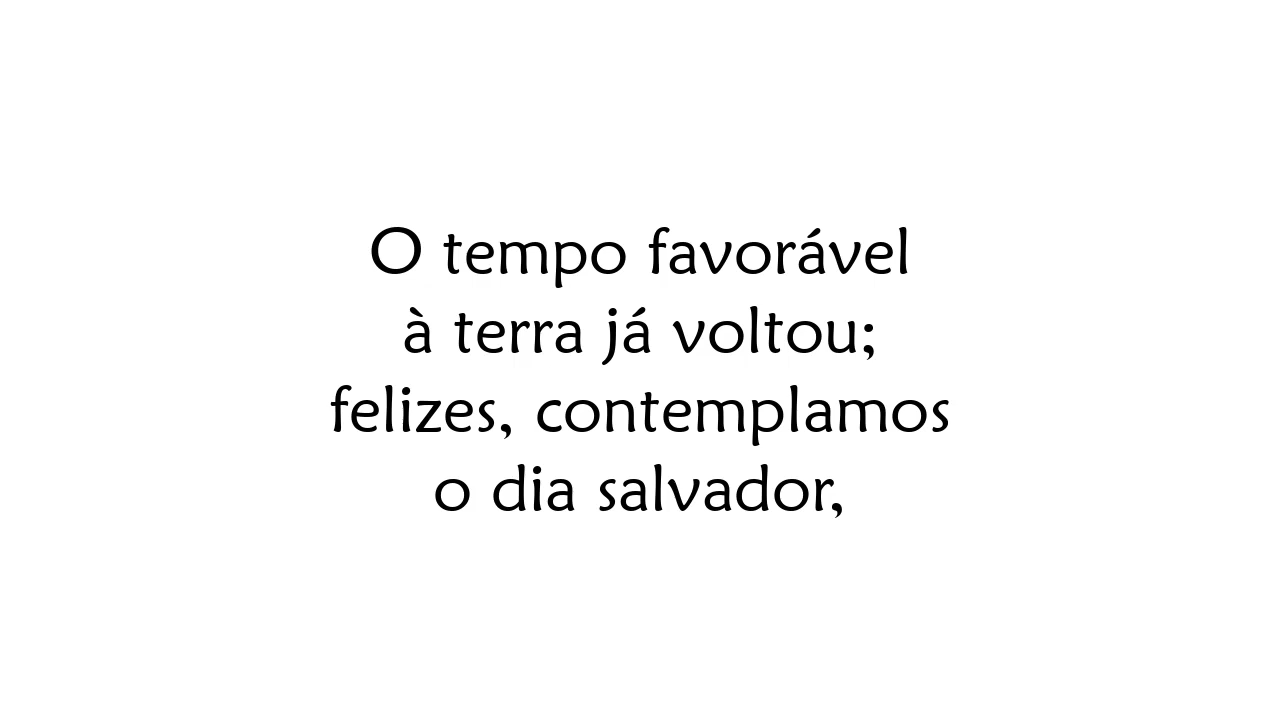 O tempo favorável
à terra já voltou;
felizes, contemplamos
o dia salvador,